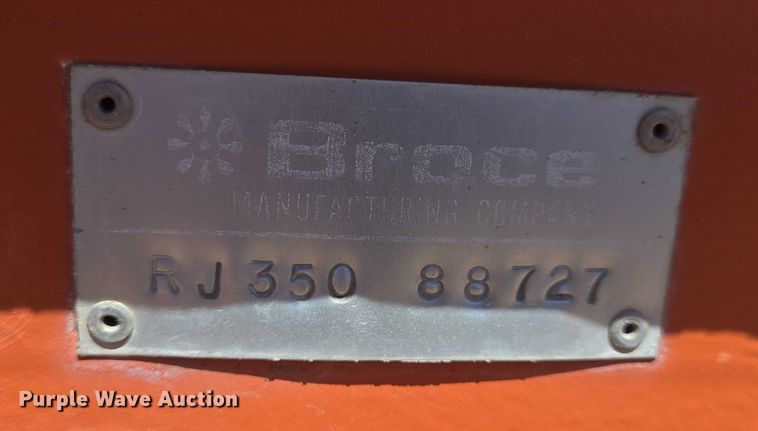 Broce
MANUFACTURING COMPANY
RJ350 88727
Purple Wave Auction